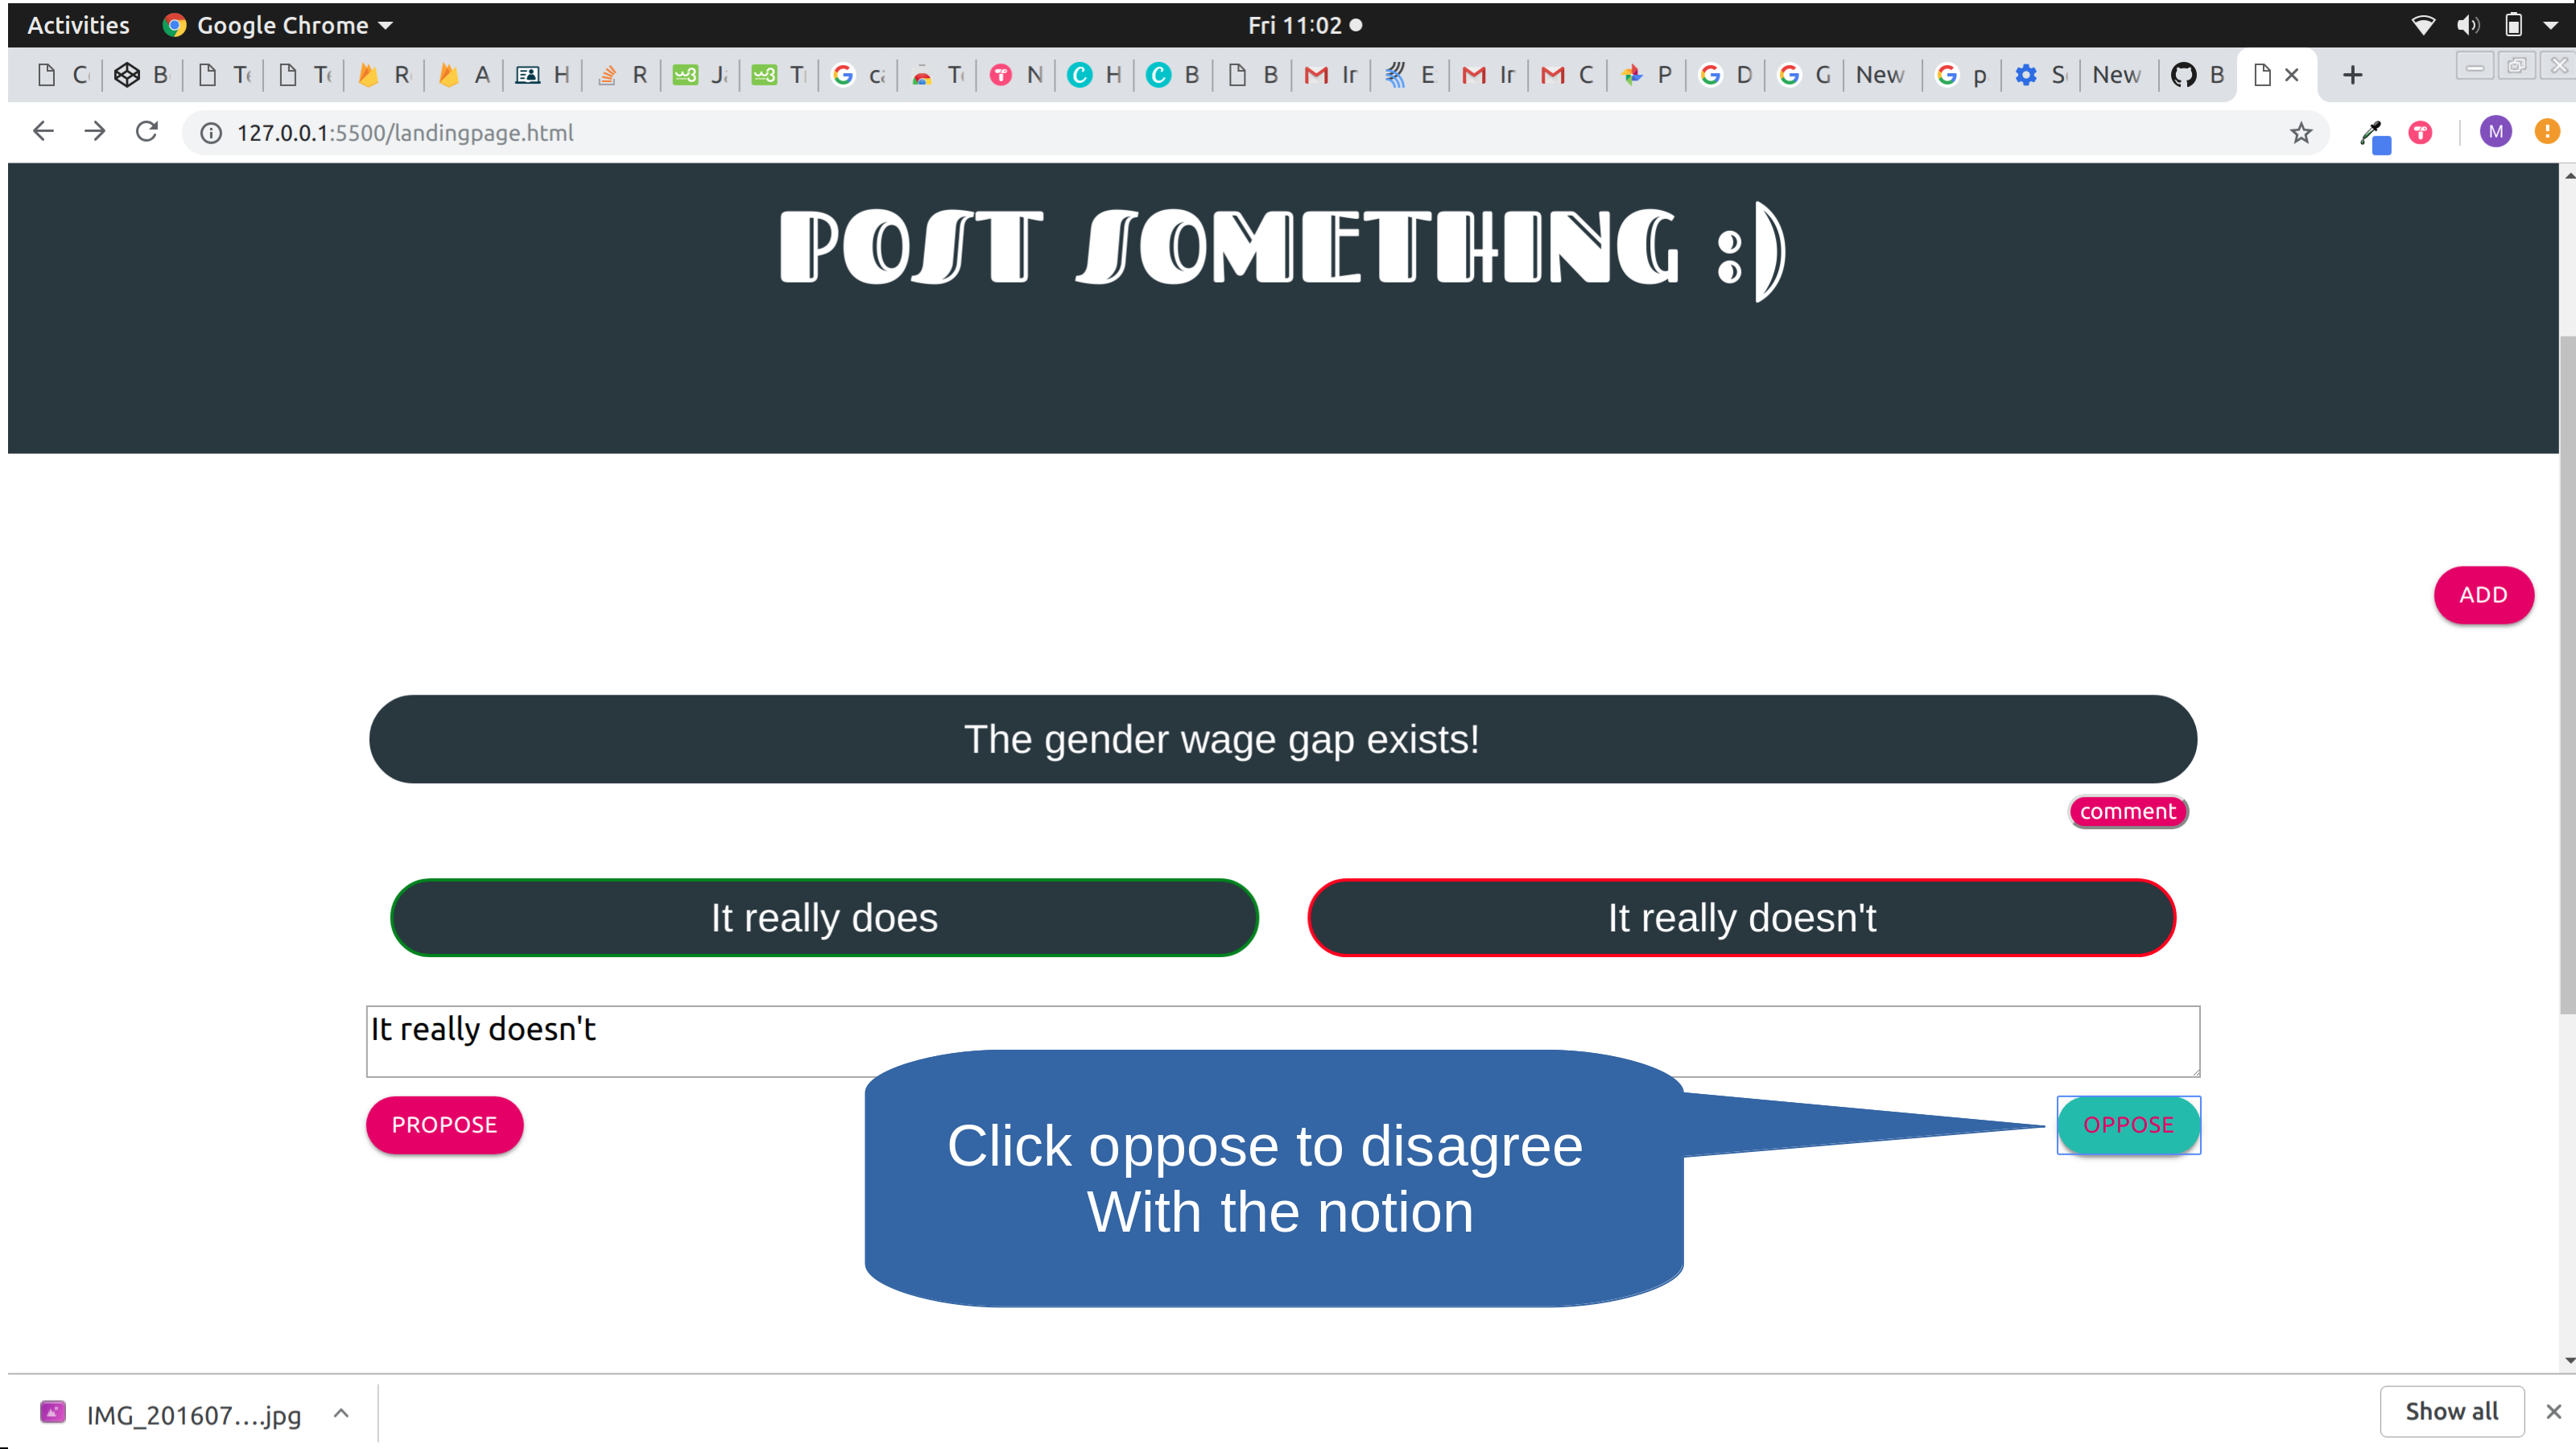 Activities Google Chrome Fri 11:02
C B T T R A H R J T c T N H B B Ir E Ir C P D G New p S New B
127.0.0.1:5500/landingpage.html M
POST SOMETHING :)
ADD
The gender wage gap exists!
comment
It really does It really doesn't
It really doesn't
PROPOSE OPPOSE
Click oppose to disagree
With the notion
IMG_201607....jpg Show all